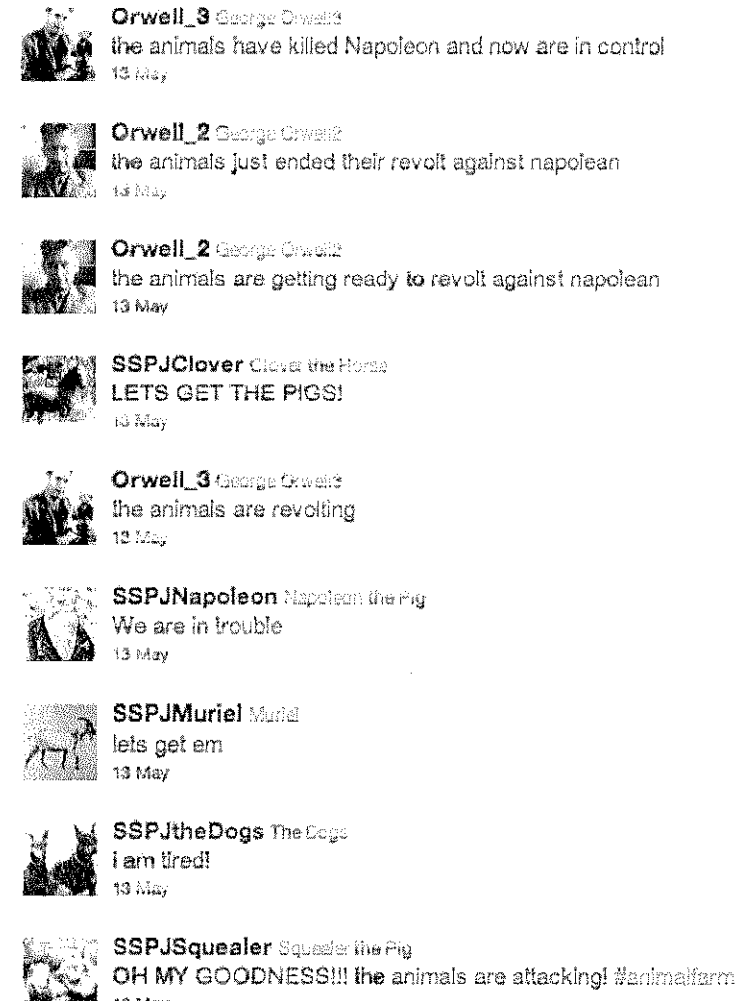 Orwell_3 George Orwell3
the animals have killed Napoleon and now are in control
13 May
Orwell_2 George Orwell2
the animals just ended their revolt against napolean
13 May
Orwell_2 George Orwell2
the animals are getting ready to revolt against napolean
13 May
SSPJClover Clover the Horse
LETS GET THE PIGS!
13 May
Orwell_3 George Orwell3
the animals are revolting
13 May
SSPJNapoleon Napoleon the Pig
We are in trouble
13 May
SSPJMuriel Muriel
lets get em
13 May
SSPJtheDogs The Dogs
i am tired!
13 May
SSPJSquealer Squealer the Pig
OH MY GOODNESS!!! the animals are attacking! #animalfarm
13 May